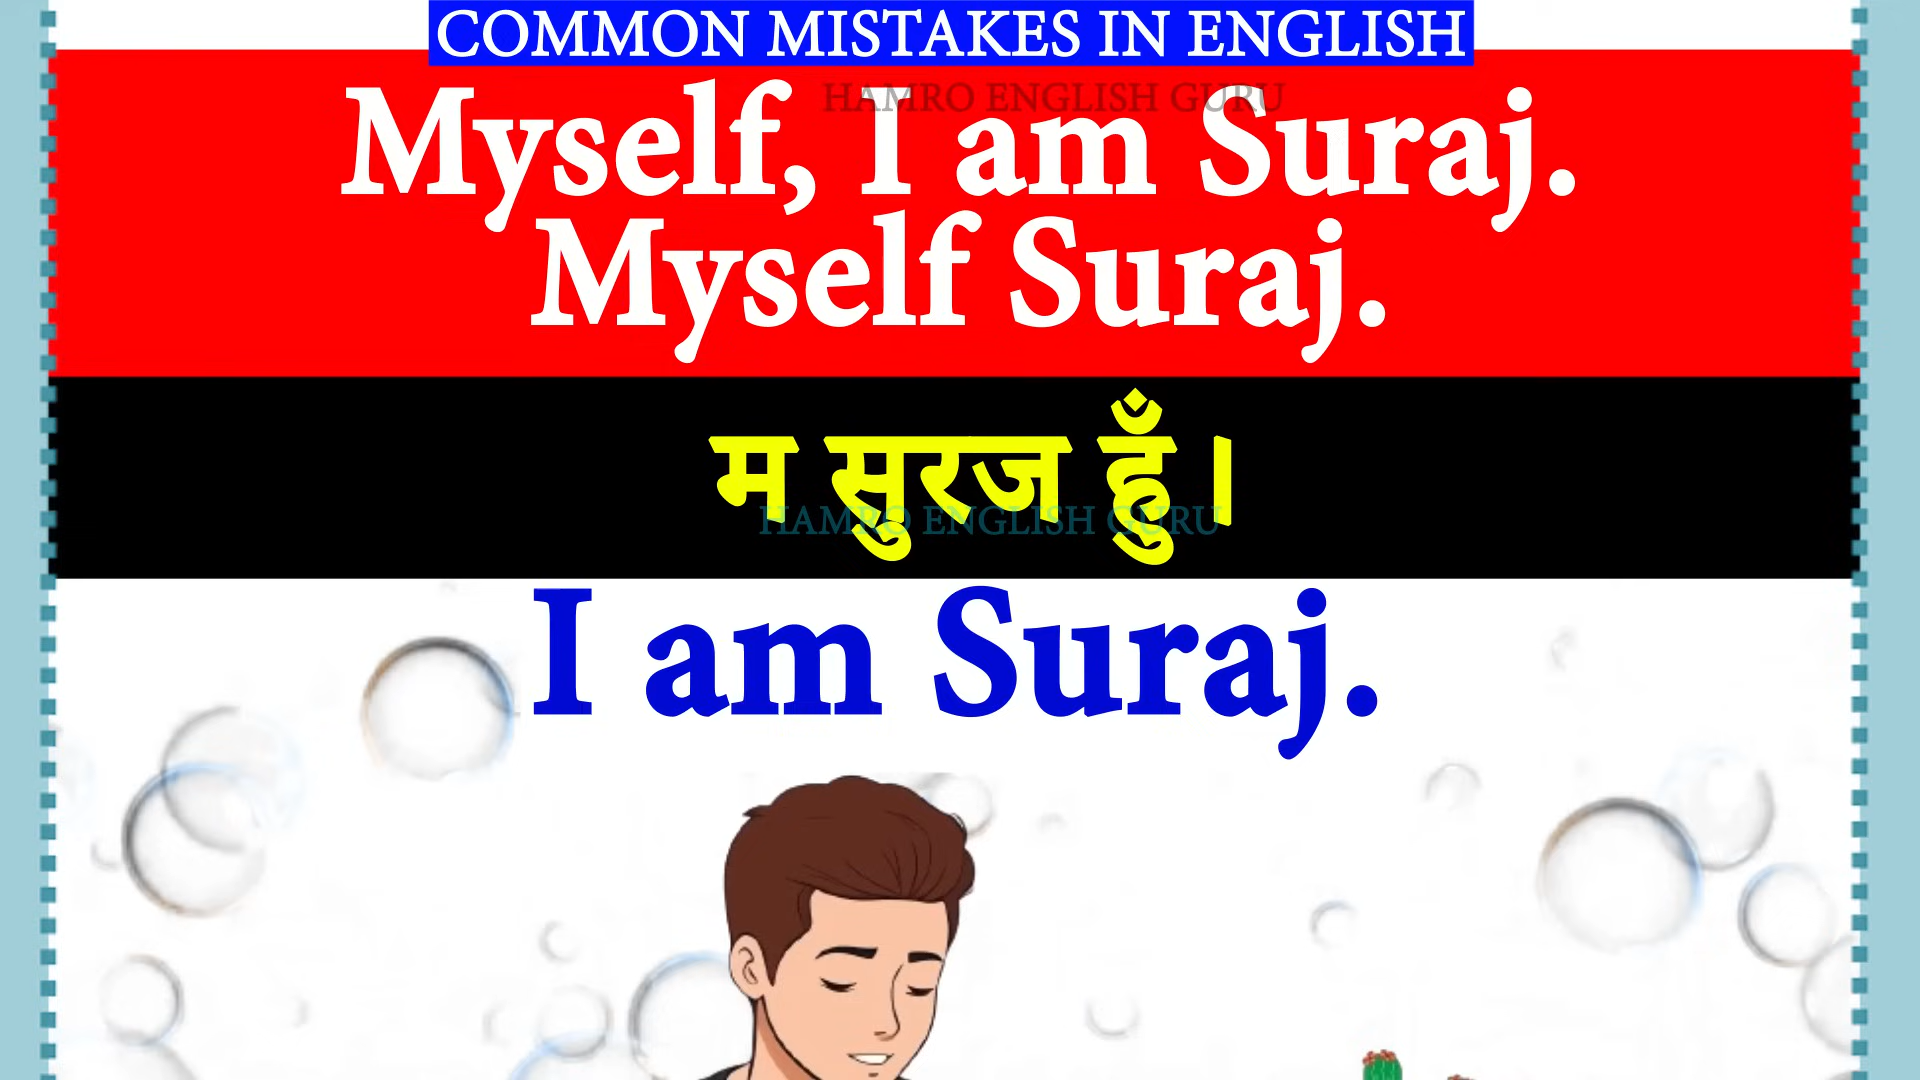 COMMON MISTAKES IN ENGLISH
HAMRO ENGLISH GURU
Myself, I am Suraj.
Myself Suraj.
म सुरज हुँ।
HAMRO ENGLISH GURU
I am Suraj.